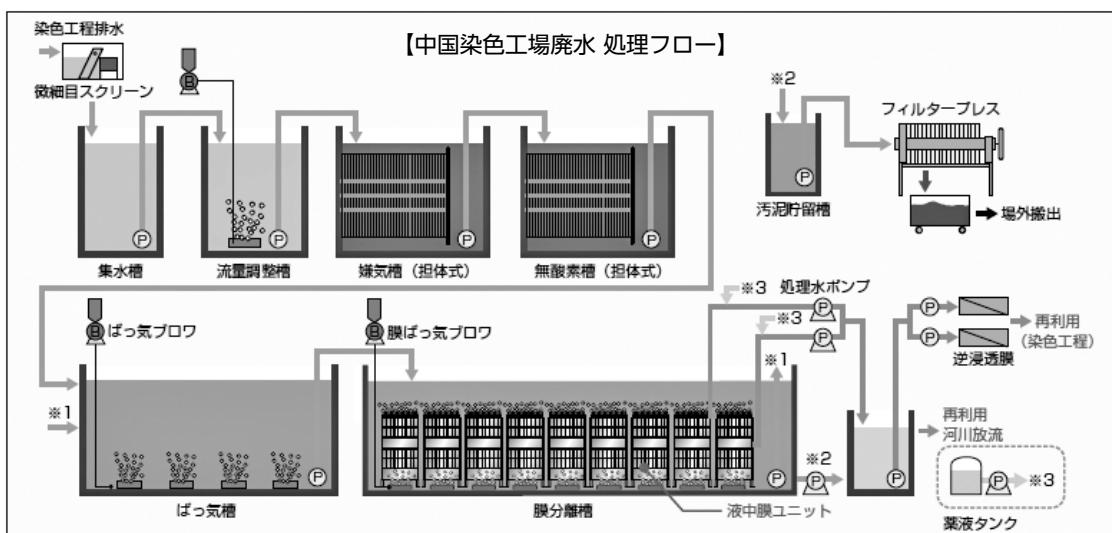 【中国染色工場廃水 処理フロー】
染色工程排水
微細目スクリーン
B
P
集水槽
P
流量調整槽
P
嫌気槽（担体式）
P
無酸素槽（担体式）
※2
P
汚泥貯留槽
フィルタープレス
場外搬出
※1
B ばっ気ブロワ
P
ばっ気槽
B 膜ばっ気ブロワ
※3 処理水ポンプ
P
※3
P
※1
P
膜分離槽
液中膜ユニット
※2
P
P
P
P
逆浸透膜
再利用
（染色工程）
再利用
河川放流
P
※3
薬液タンク